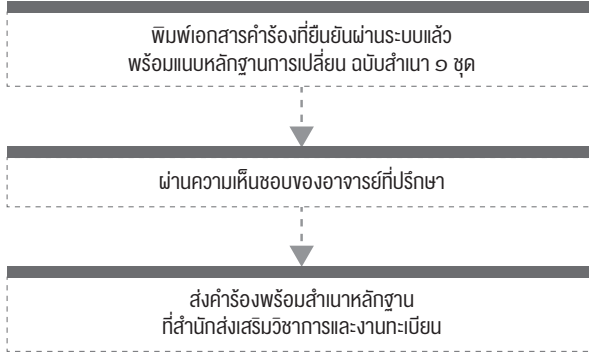 พิมพ์เอกสารคำร้องที่ยืนยันผ่านระบบแล้ว
พร้อมแนบหลักฐานการเปลี่ยน ฉบับสำเนา ๑ ชุด
ผ่านความเห็นชอบของอาจารย์ที่ปรึกษา
ส่งคำร้องพร้อมสำเนาหลักฐาน
ที่สำนักส่งเสริมวิชาการและงานทะเบียน